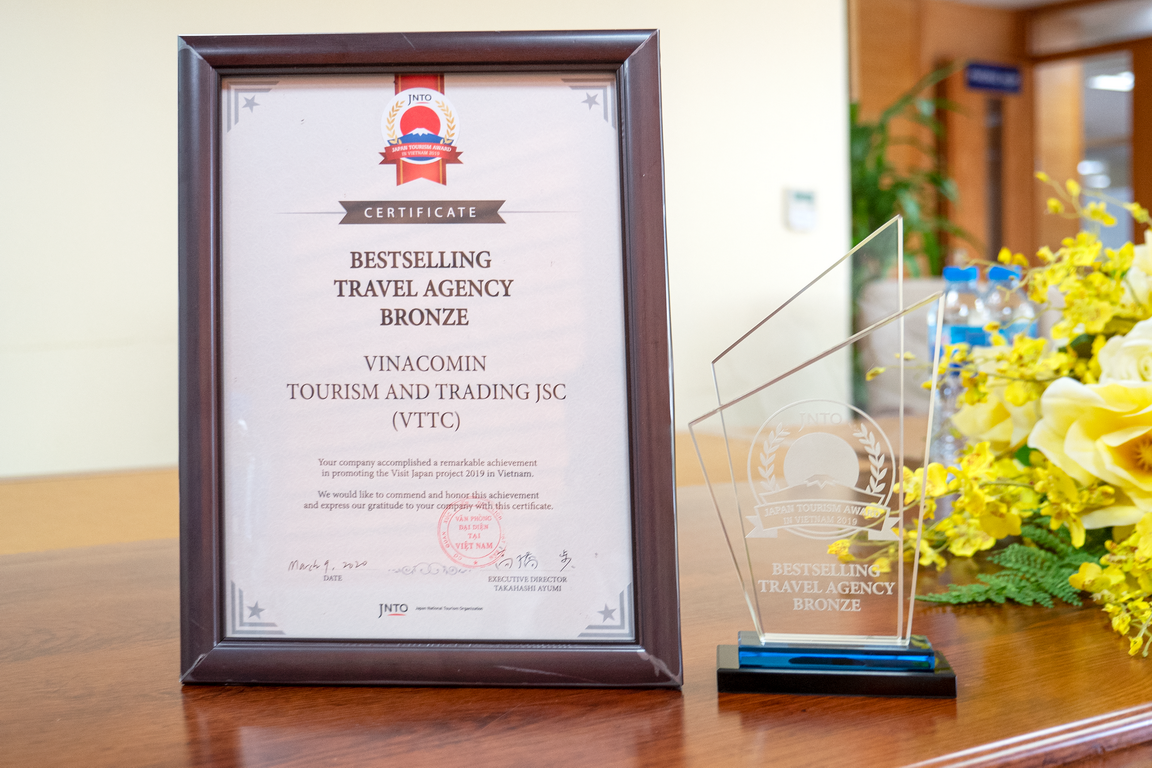 JNTO
JAPAN TOURISM AWARD
IN VIETNAM 2019
CERTIFICATE
BESTSELLING
TRAVEL AGENCY
BRONZE
VINACOMIN
TOURISM AND TRADING JSC
(VTTC)
Your company accomplished a remarkable achievement
in promoting the Visit Japan project 2019 in Vietnam.
We would like to commend and honor this achievement
and express our gratitude to your company with this certificate.
VĂN PHÒNG
ĐẠI DIỆN
TẠI
VIỆT NAM
March 9, 2020
DATE
高橋 歩
EXECUTIVE DIRECTOR
TAKAHASHI AYUMI
JNTO Japan National Tourism Organization
JNTO
JAPAN TOURISM AWARD
IN VIETNAM 2019
BESTSELLING
TRAVEL AGENCY
BRONZE